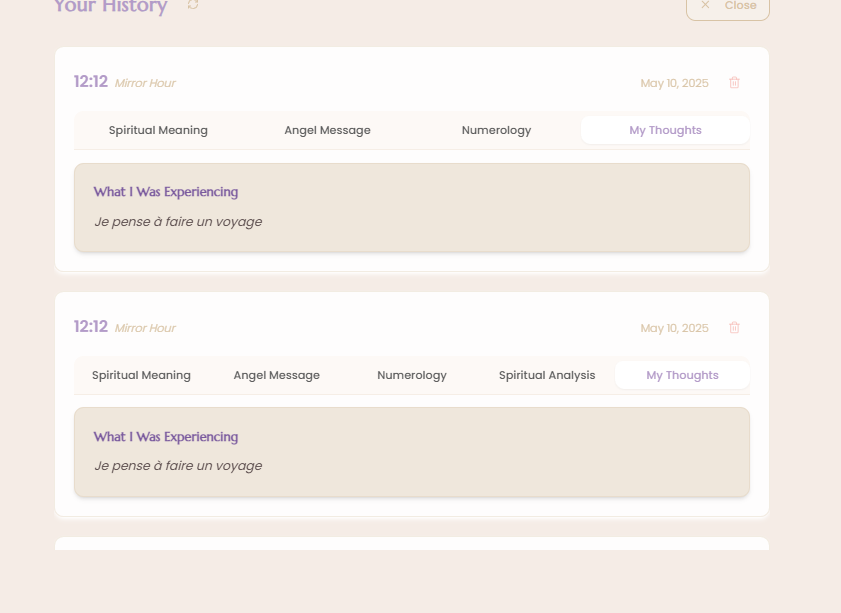 Your History
Close
12:12 Mirror Hour May 10, 2025
Spiritual Meaning Angel Message Numerology My Thoughts
What I Was Experiencing
Je pense à faire un voyage
12:12 Mirror Hour May 10, 2025
Spiritual Meaning Angel Message Numerology Spiritual Analysis My Thoughts
What I Was Experiencing
Je pense à faire un voyage